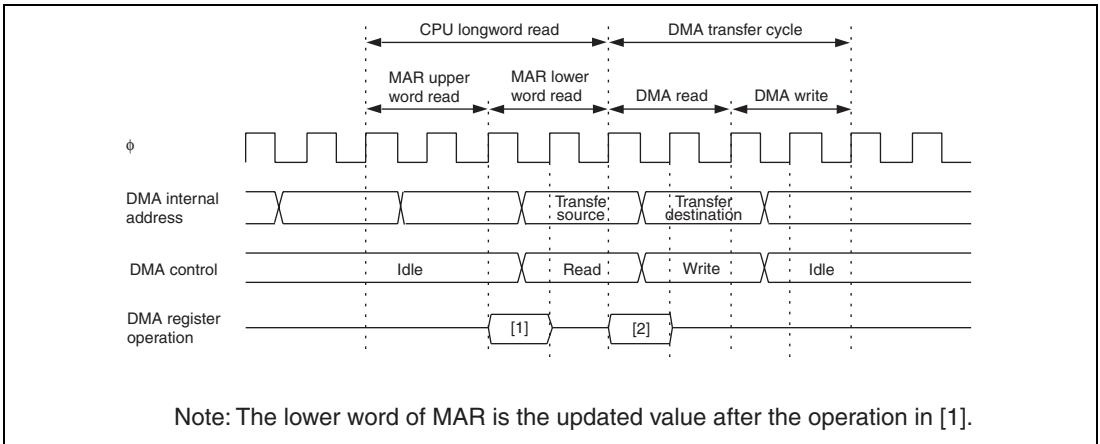 CPU longword read
DMA transfer cycle
MAR upper
word read
MAR lower
word read
DMA read
DMA write
ϕ
DMA internal
address
Transfe
source
Transfer
destination
DMA control
Idle
Read
Write
Idle
DMA register
operation
[1]
[2]
Note: The lower word of MAR is the updated value after the operation in [1].